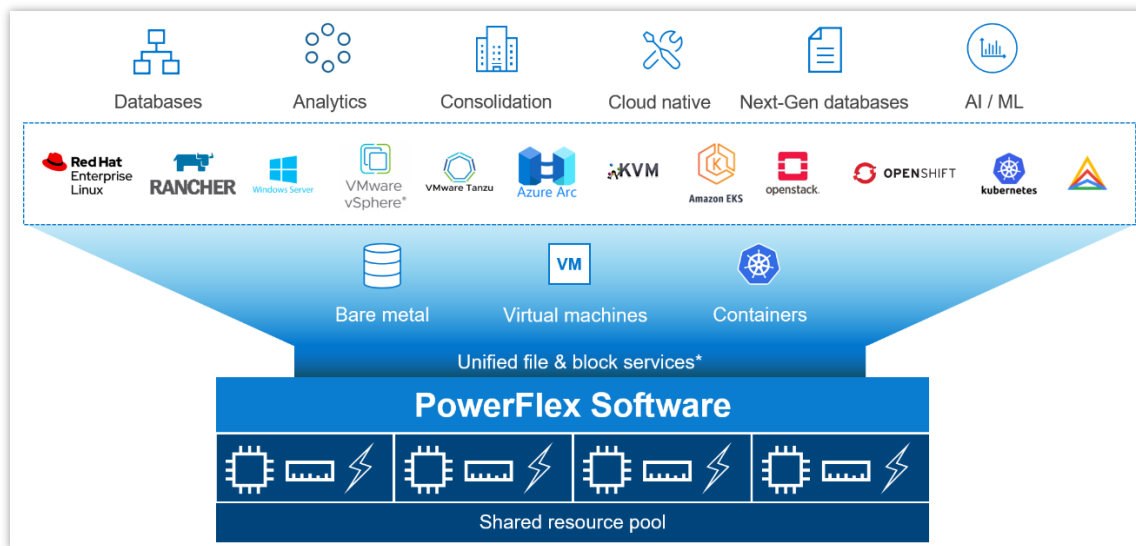 Databases
Analytics
Consolidation
Cloud native
Next-Gen databases
AI / ML
Red Hat
Enterprise
Linux
RANCHER
Windows Server
VMware
vSphere*
VMware Tanzu
Azure Arc
KVM
K
Amazon EKS
openstack.
OPENSHIFT
kubernetes
VM
Bare metal
Virtual machines
Containers
Unified file & block services*
PowerFlex Software
Shared resource pool